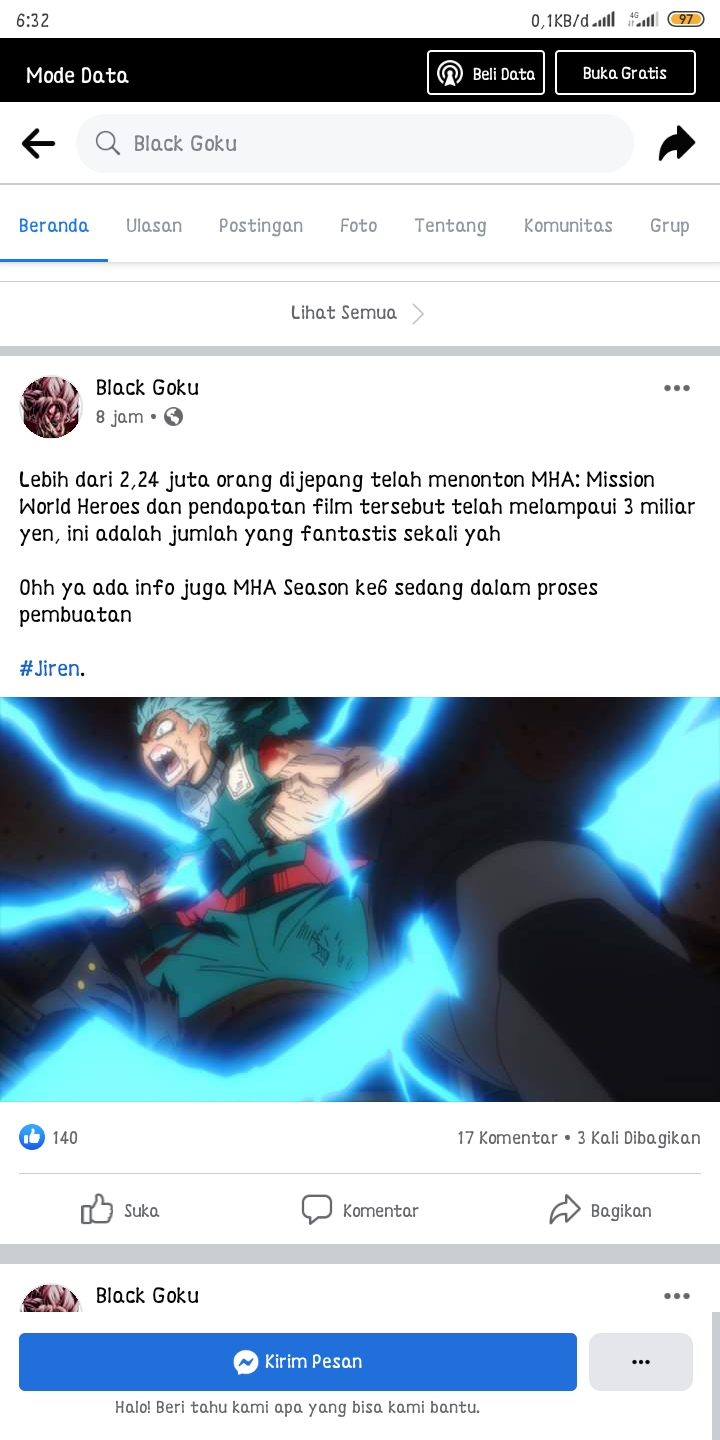 6:32
0,1KB/d
4G
97
Mode Data
Beli Data
Buka Gratis
Black Goku
Beranda
Ulasan
Postingan
Foto
Tentang
Komunitas
Grup
Lihat Semua
Black Goku
8 jam •
Lebih dari 2,24 juta orang dijepang telah menonton MHA: Mission
World Heroes dan pendapatan film tersebut telah melampaui 3 miliar
yen, ini adalah jumlah yang fantastis sekali yah
Ohh ya ada info juga MHA Season ke6 sedang dalam proses
pembuatan
#Jiren.
140
17 Komentar • 3 Kali Dibagikan
Suka
Komentar
Bagikan
Black Goku
Kirim Pesan
Halo! Beri tahu kami apa yang bisa kami bantu.